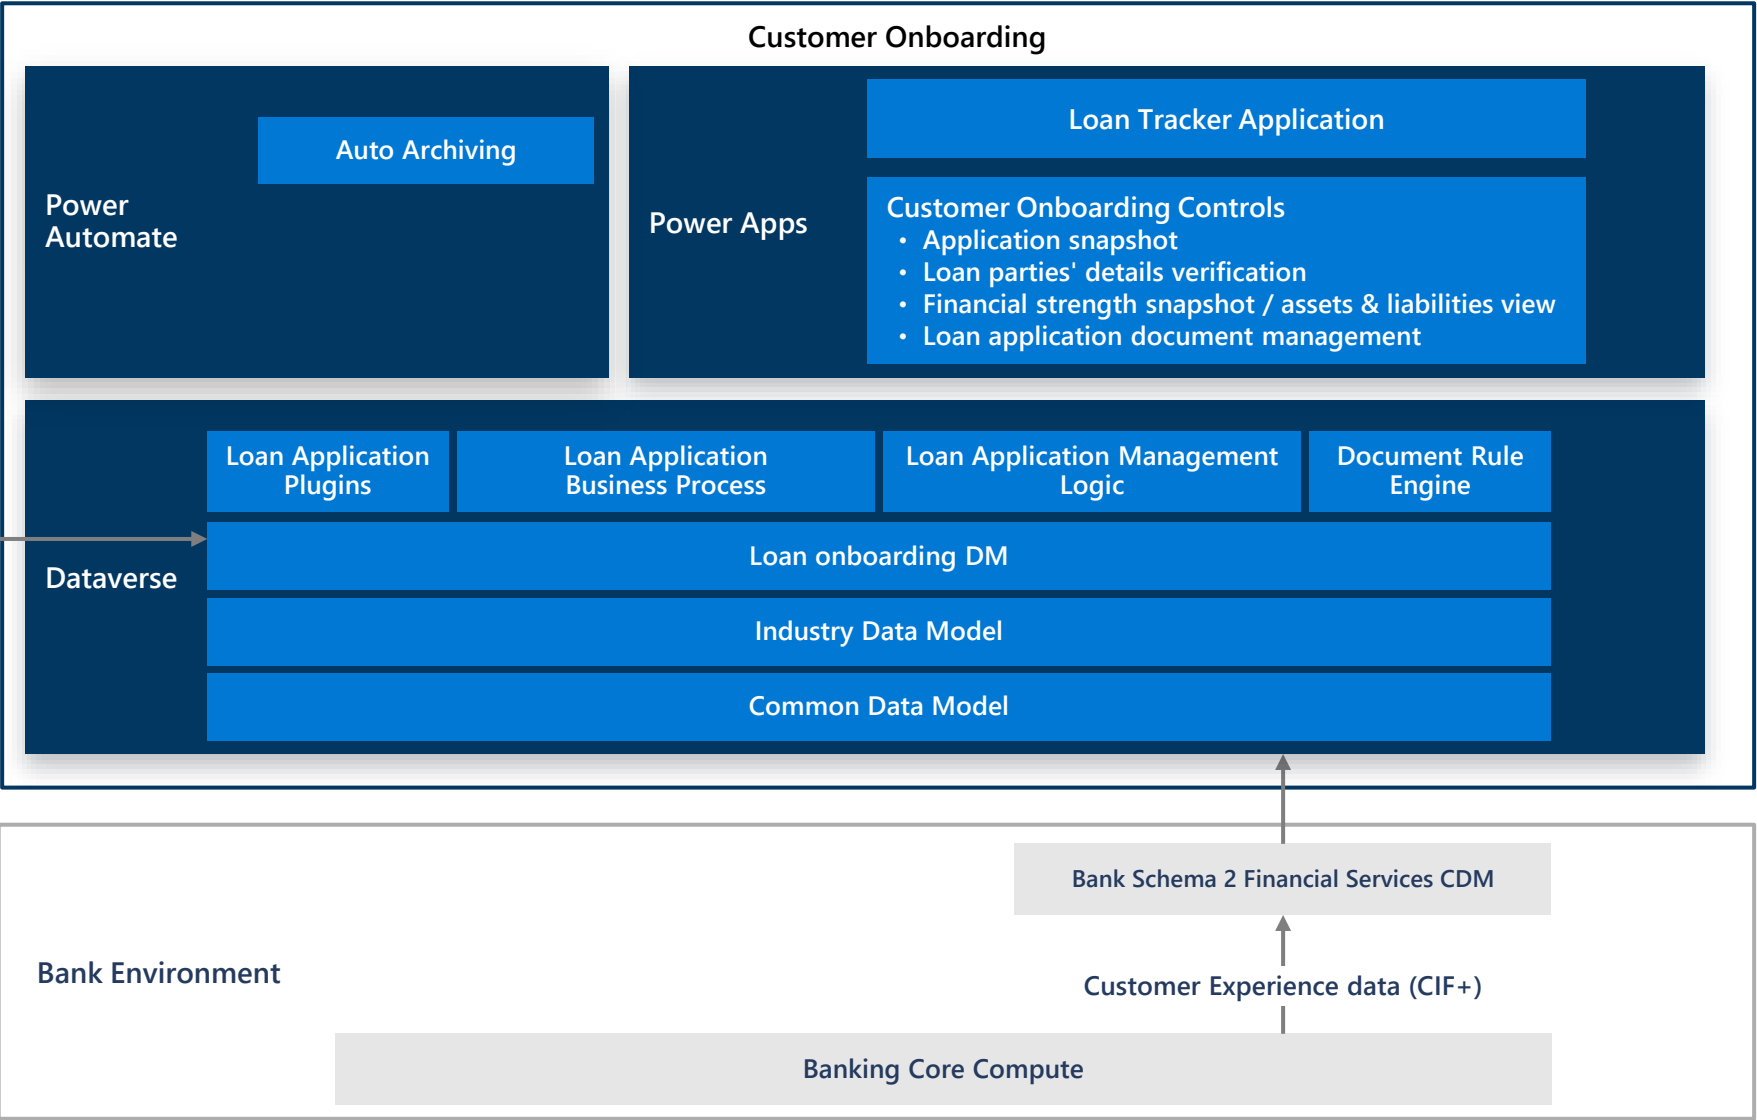 Customer Onboarding
Power
Automate
Auto Archiving
Power Apps
Loan Tracker Application
Customer Onboarding Controls
• Application snapshot
• Loan parties' details verification
• Financial strength snapshot / assets & liabilities view
• Loan application document management
Dataverse
Loan Application
Plugins
Loan Application
Business Process
Loan Application Management
Logic
Document Rule
Engine
Loan onboarding DM
Industry Data Model
Common Data Model
Bank Environment
Bank Schema 2 Financial Services CDM
Customer Experience data (CIF+)
Banking Core Compute